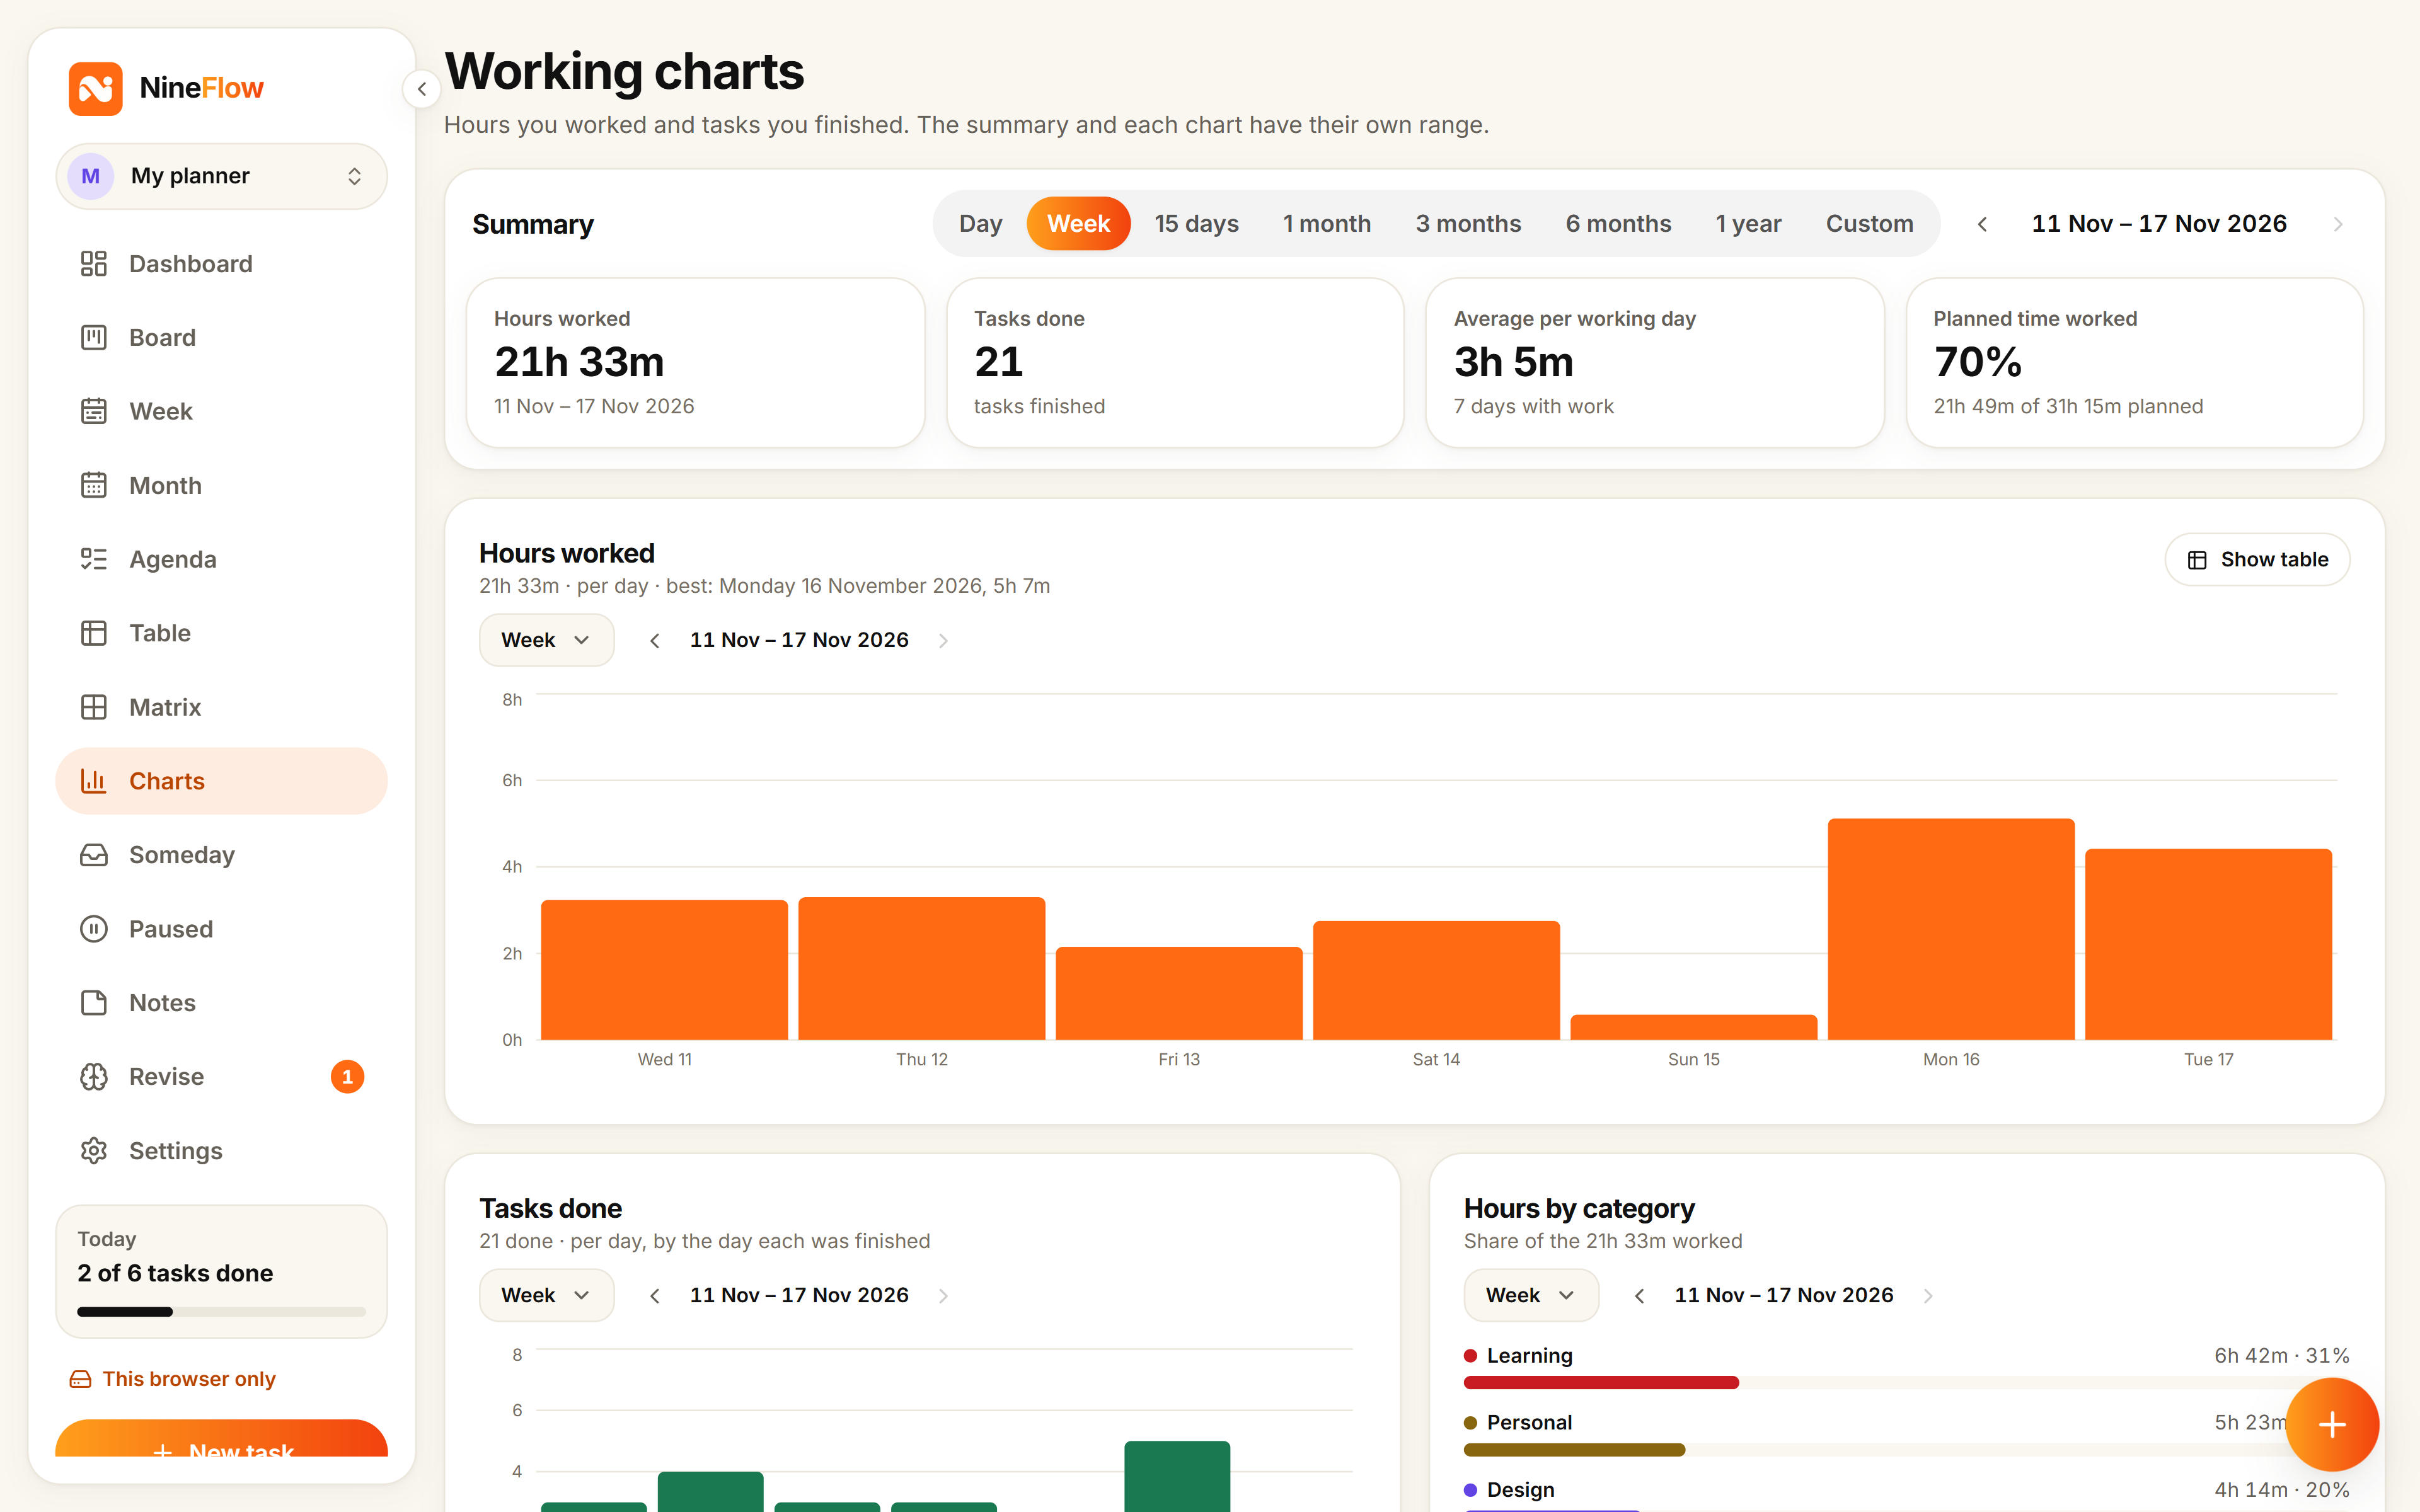 NineFlow
M My planner
Dashboard
Board
Week
Month
Agenda
Table
Matrix
Charts
Someday
Paused
Notes
Revise 1
Settings
Today
2 of 6 tasks done
This browser only
New task
Working charts
Hours you worked and tasks you finished. The summary and each chart have their own range.
Summary
Day Week 15 days 1 month 3 months 6 months 1 year Custom
11 Nov – 17 Nov 2026
Hours worked
21h 33m
11 Nov – 17 Nov 2026
Tasks done
21
tasks finished
Average per working day
3h 5m
7 days with work
Planned time worked
70%
21h 49m of 31h 15m planned
Hours worked
21h 33m · per day · best: Monday 16 November 2026, 5h 7m
Show table
Week
11 Nov – 17 Nov 2026
8h
6h
4h
2h
0h
Wed 11 Thu 12 Fri 13 Sat 14 Sun 15 Mon 16 Tue 17
Tasks done
21 done · per day, by the day each was finished
Week
11 Nov – 17 Nov 2026
8
6
4
Hours by category
Share of the 21h 33m worked
Week
11 Nov – 17 Nov 2026
Learning 6h 42m · 31%
Personal 5h 23m
Design 4h 14m · 20%